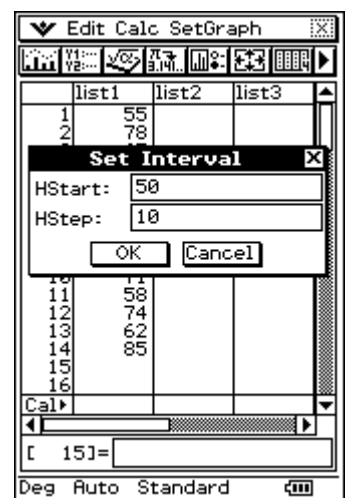 Edit Calc SetGraph
list1 list2 list3
1 55
2 78
Set Interval
HStart: 50
HStep: 10
OK Cancel
11 58
12 74
13 62
14 85
15
16
Cal
[ 15]=
Deg Auto Standard